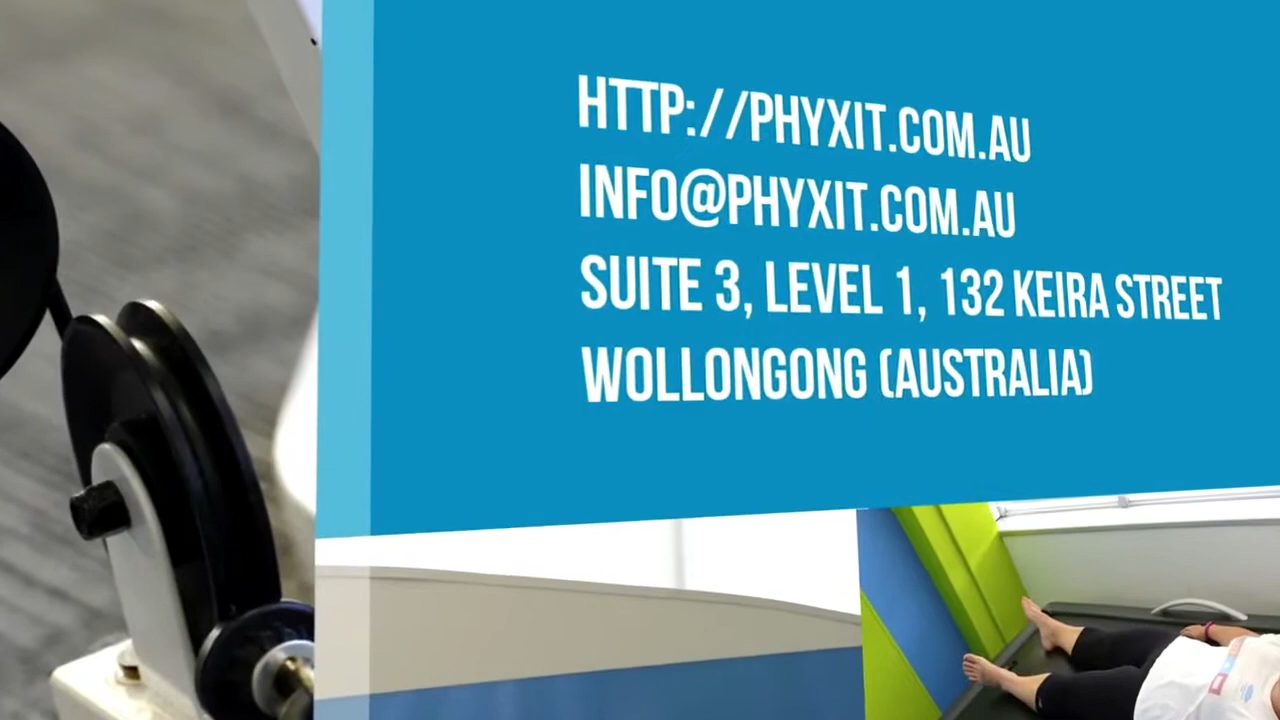 HTTP://PHYXIT.COM.AU
INFO@PHYXIT.COM.AU
SUITE 3, LEVEL 1, 132 KEIRA STREET
WOLLONGONG (AUSTRALIA)